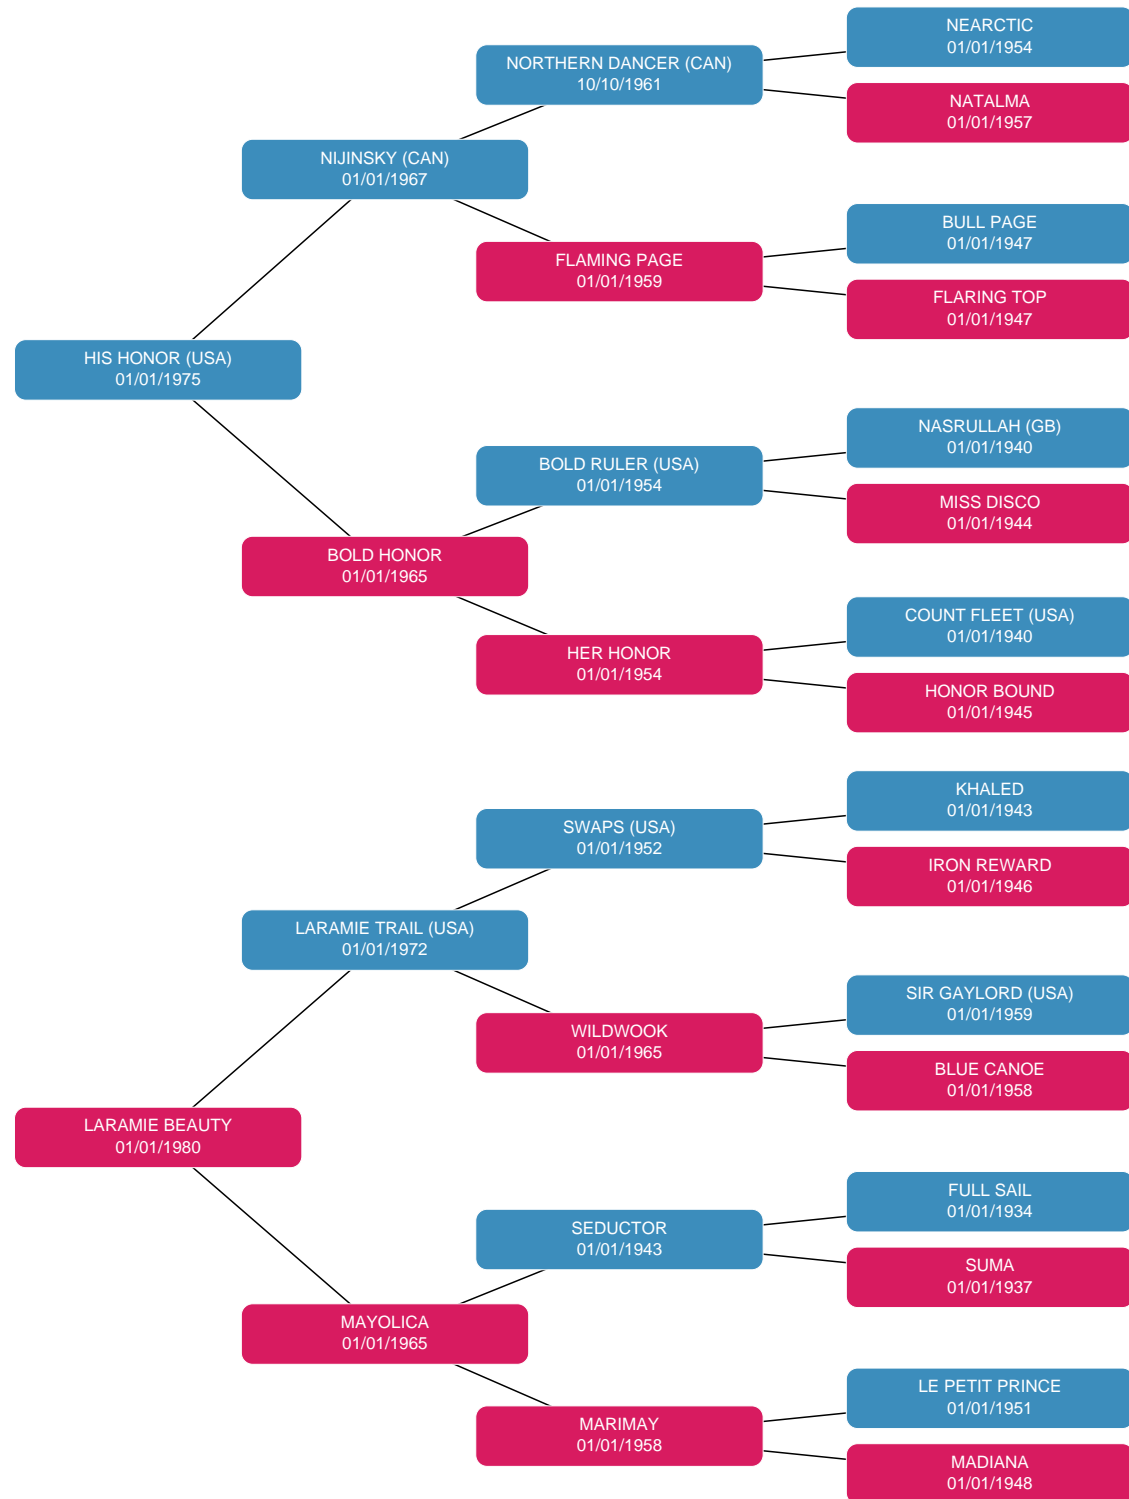 NEARCTIC
01/01/1954
NORTHERN DANCER (CAN)
10/10/1961
NATALMA
01/01/1957
NIJINSKY (CAN)
01/01/1967
BULL PAGE
01/01/1947
FLAMING PAGE
01/01/1959
FLARING TOP
01/01/1947
HIS HONOR (USA)
01/01/1975
NASRULLAH (GB)
01/01/1940
BOLD RULER (USA)
01/01/1954
MISS DISCO
01/01/1944
BOLD HONOR
01/01/1965
COUNT FLEET (USA)
01/01/1940
HER HONOR
01/01/1954
HONOR BOUND
01/01/1945
KHALED
01/01/1943
SWAPS (USA)
01/01/1952
IRON REWARD
01/01/1946
LARAMIE TRAIL (USA)
01/01/1972
SIR GAYLORD (USA)
01/01/1959
WILDWOOK
01/01/1965
BLUE CANOE
01/01/1958
LARAMIE BEAUTY
01/01/1980
FULL SAIL
01/01/1934
SEDUCTOR
01/01/1943
SUMA
01/01/1937
MAYOLICA
01/01/1965
LE PETIT PRINCE
01/01/1951
MARIMAY
01/01/1958
MADIANA
01/01/1948